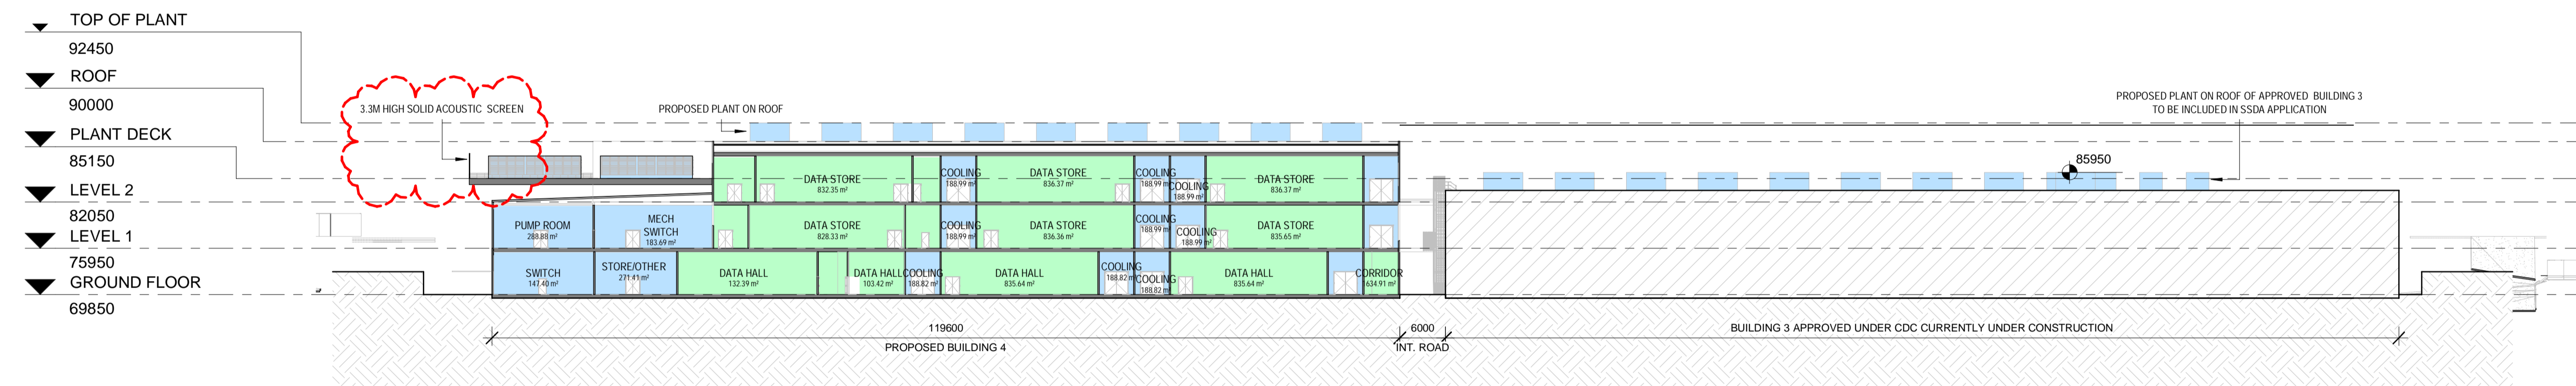 TOP OF PLANT
92450
ROOF
90000
PLANT DECK
85150
LEVEL 2
82050
LEVEL 1
75950
GROUND FLOOR
69850
3.3M HIGH SOLID ACOUSTIC SCREEN
PROPOSED PLANT ON ROOF
PROPOSED PLANT ON ROOF OF APPROVED BUILDING 3
TO BE INCLUDED IN SSDA APPLICATION
85950
DATA STORE
832.35 m²
COOLING
188.99 m²
DATA STORE
836.37 m²
COOLING
188.99 m²
COOLING
188.99 m²
DATA STORE
836.37 m²
PUMP ROOM
288.88 m²
MECH
SWITCH
183.69 m²
DATA STORE
828.33 m²
COOLING
188.99 m²
DATA STORE
836.36 m²
COOLING
188.99 m²
COOLING
188.99 m²
DATA STORE
835.65 m²
SWITCH
147.40 m²
STORE/OTHER
271.41 m²
DATA HALL
132.39 m²
DATA HALL
103.42 m²
COOLING
188.82 m²
DATA HALL
835.64 m²
COOLING
188.82 m²
COOLING
188.82 m²
DATA HALL
835.64 m²
CORRIDOR
634.91 m²
119600
PROPOSED BUILDING 4
6000
INT. ROAD
BUILDING 3 APPROVED UNDER CDC CURRENTLY UNDER CONSTRUCTION